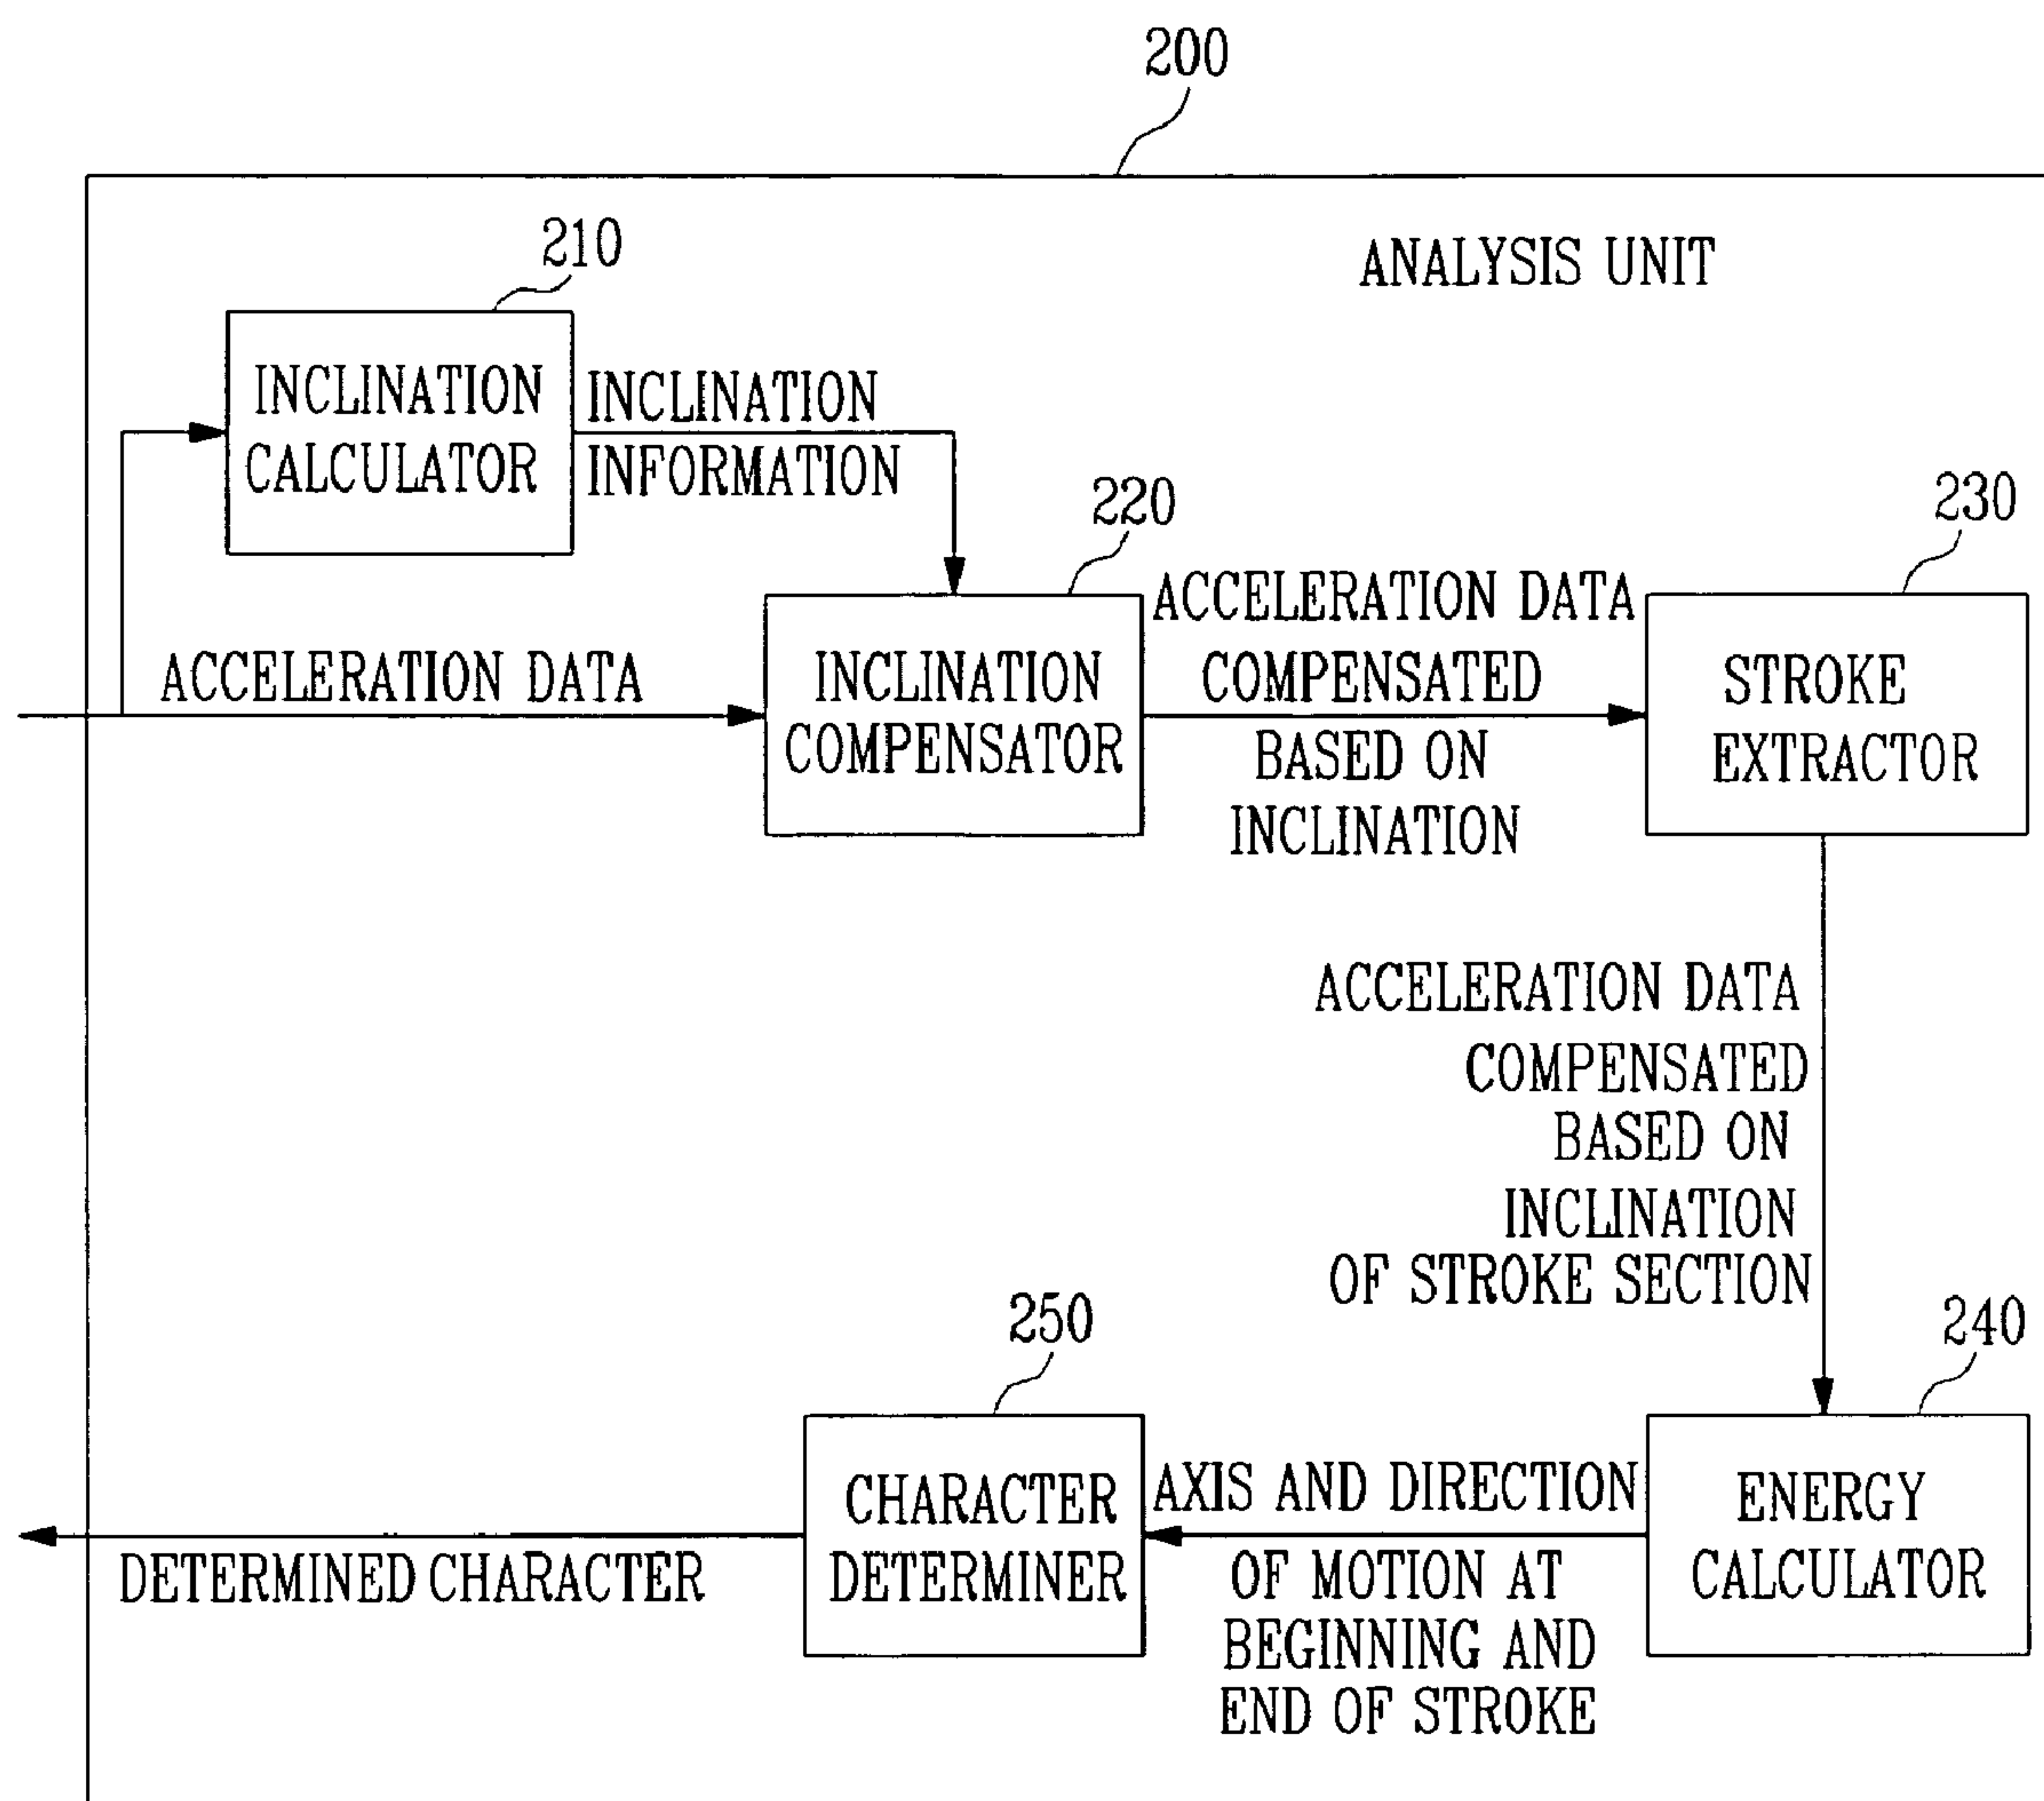 200
ANALYSIS UNIT
210
INCLINATION
CALCULATOR
INCLINATION
INFORMATION
220
230
ACCELERATION DATA
INCLINATION
COMPENSATOR
ACCELERATION DATA
COMPENSATED
BASED ON
INCLINATION
STROKE
EXTRACTOR
ACCELERATION DATA
COMPENSATED
BASED ON
INCLINATION
OF STROKE SECTION
240
ENERGY
CALCULATOR
AXIS AND DIRECTION
OF MOTION AT
BEGINNING AND
END OF STROKE
250
CHARACTER
DETERMINER
DETERMINED CHARACTER